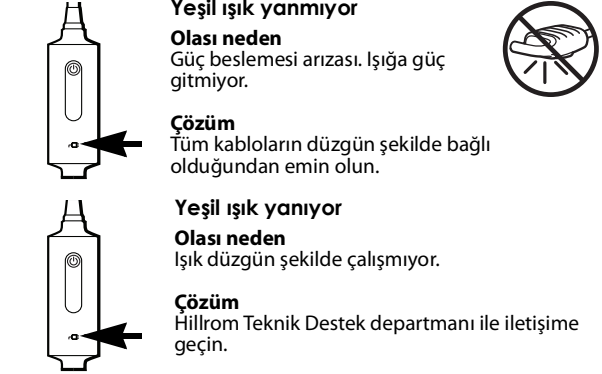 Yeşil ışık yanmıyor
Olası neden
Güç beslemesi arızası. Işığa güç
gitmiyor.
Çözüm
Tüm kabloların düzgün şekilde bağlı
olduğundan emin olun.
Yeşil ışık yanıyor
Olası neden
Işık düzgün şekilde çalışmıyor.
Çözüm
Hillrom Teknik Destek departmanı ile iletişime
geçin.